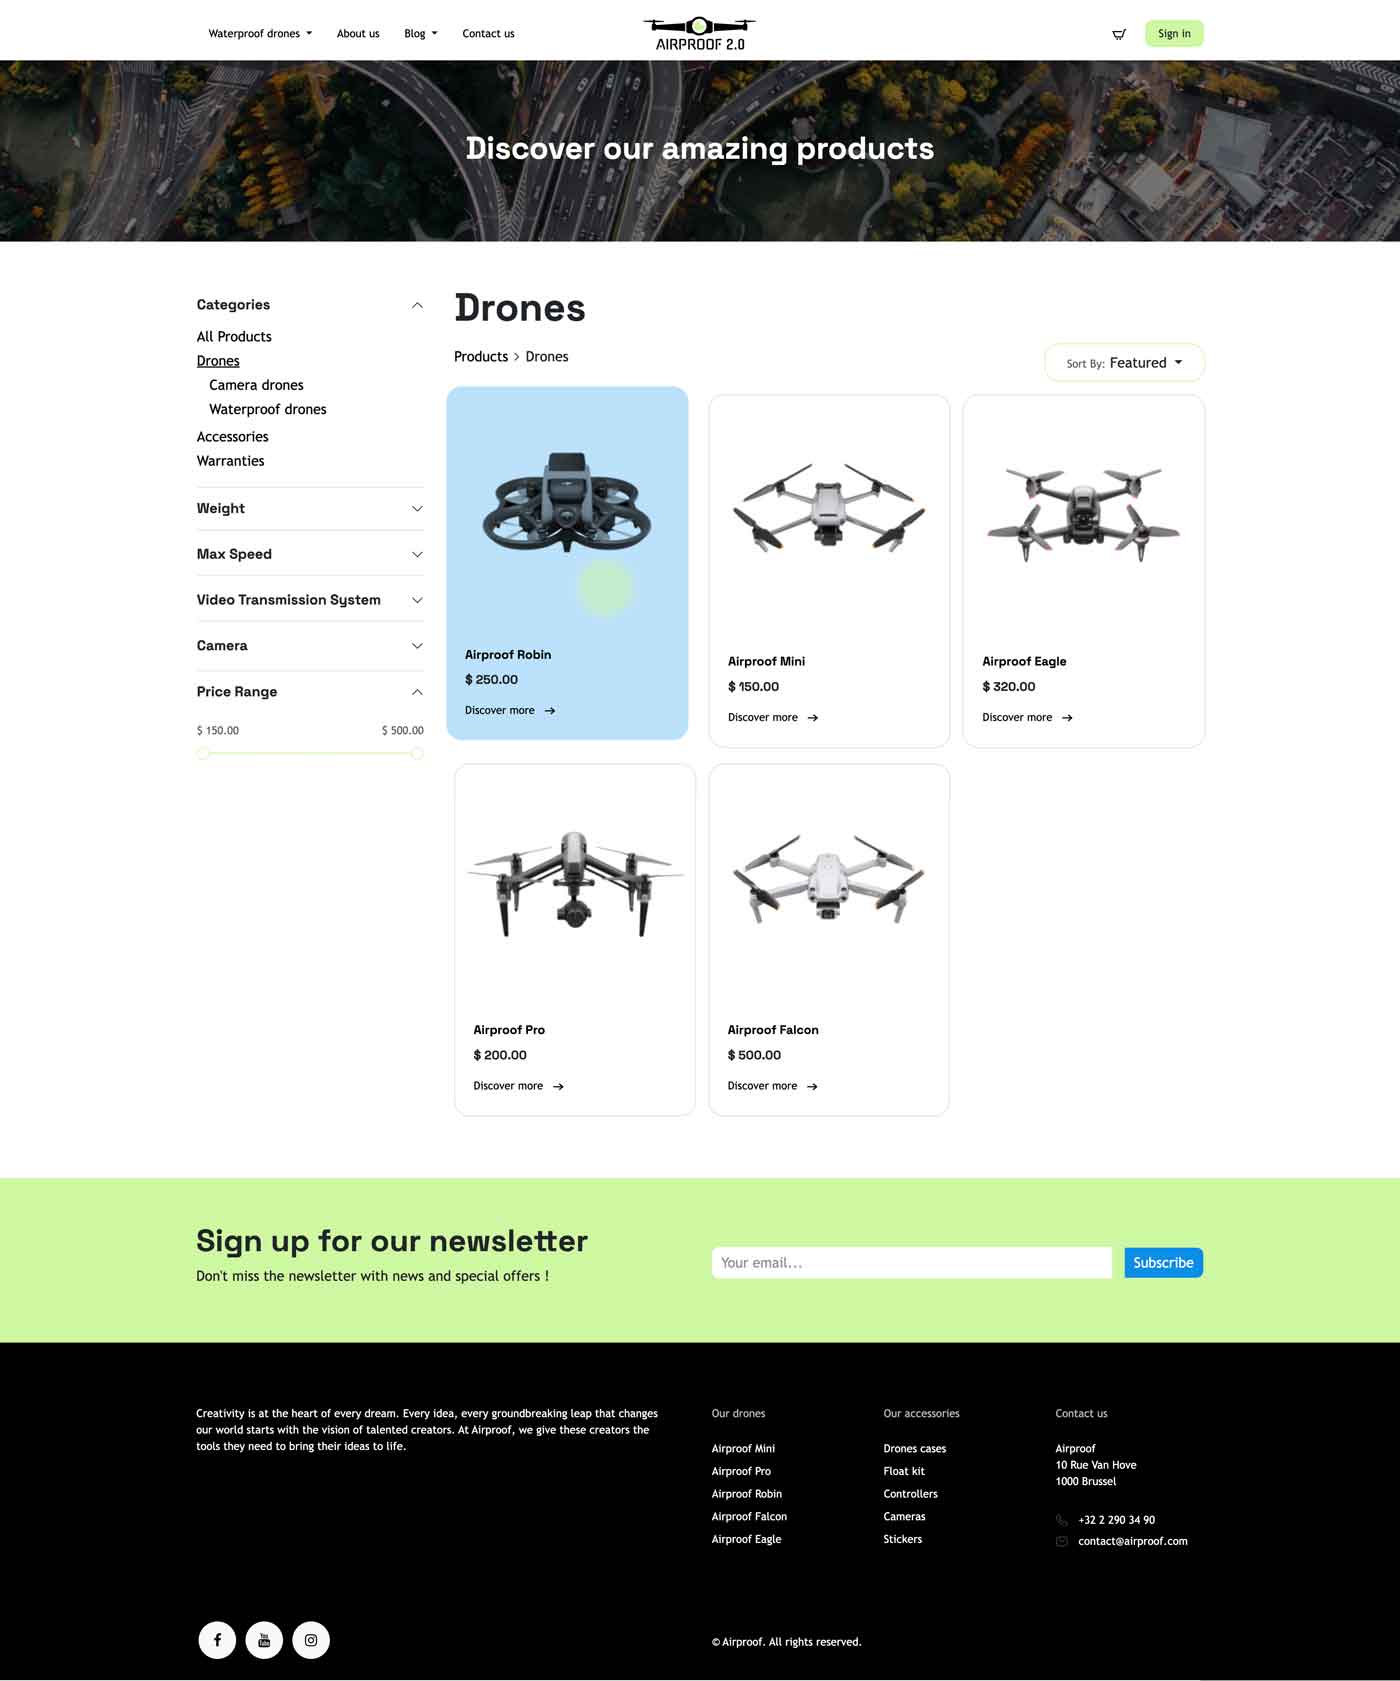 Waterproof drones
About us
Blog
Contact us
AIRPROOF 2.0
Sign in
Discover our amazing products
Categories
All Products
Drones
Camera drones
Waterproof drones
Accessories
Warranties
Weight
Max Speed
Video Transmission System
Camera
Price Range
$ 150.00
$ 500.00
Drones
Products > Drones
Sort By: Featured
Airproof Robin
$ 250.00
Discover more →
Airproof Mini
$ 150.00
Discover more →
Airproof Eagle
$ 320.00
Discover more →
Airproof Pro
$ 200.00
Discover more →
Airproof Falcon
$ 500.00
Discover more →
Sign up for our newsletter
Don't miss the newsletter with news and special offers !
Your email...
Subscribe
Creativity is at the heart of every dream. Every idea, every groundbreaking leap that changes
our world starts with the vision of talented creators. At Airproof, we give these creators the
tools they need to bring their ideas to life.
Our drones
Airproof Mini
Airproof Pro
Airproof Robin
Airproof Falcon
Airproof Eagle
Our accessories
Drones cases
Float kit
Controllers
Cameras
Stickers
Contact us
Airproof
10 Rue Van Hove
1000 Brussel
+32 2 290 34 90
contact@airproof.com
You
Tube
© Airproof. All rights reserved.